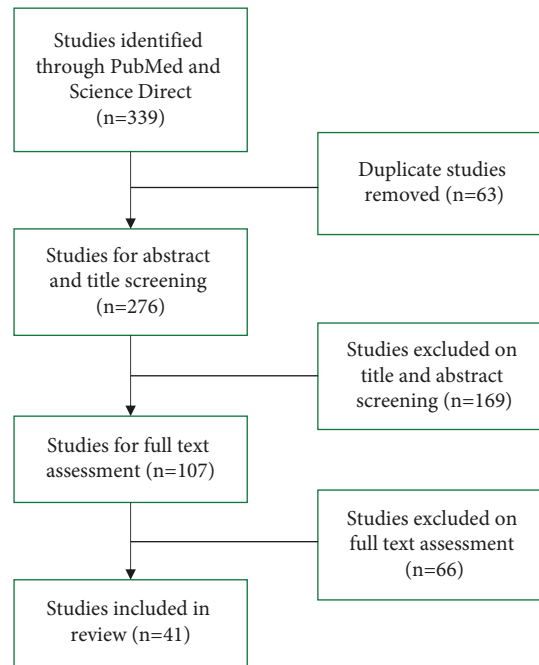 Studies identified
through PubMed and
Science Direct
(n=339)
Duplicate studies
removed (n=63)
Studies for abstract
and title screening
(n=276)
Studies excluded on
title and abstract
screening (n=169)
Studies for full text
assessment (n=107)
Studies excluded on
full text assessment
(n=66)
Studies included in
review (n=41)